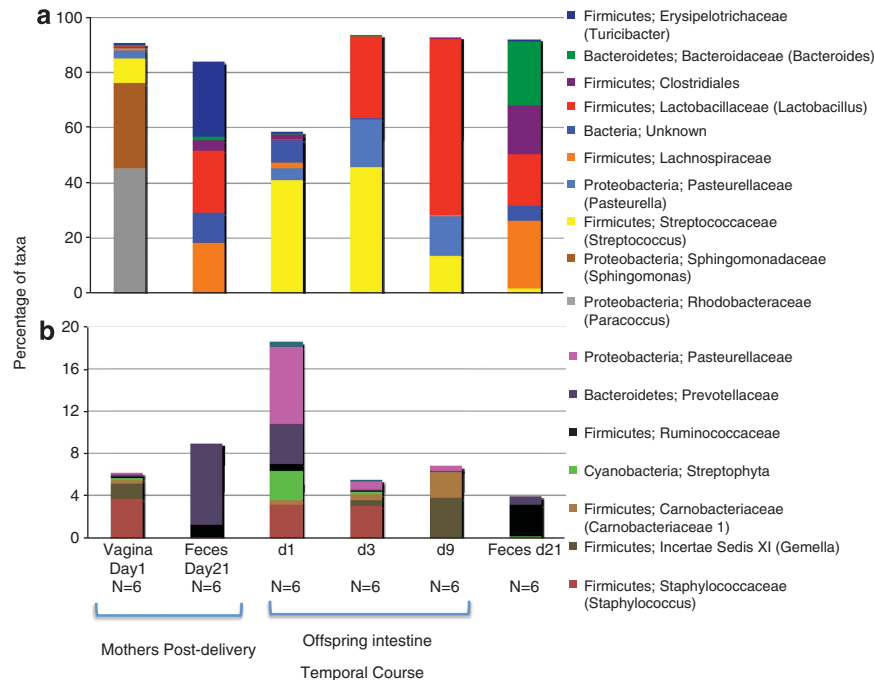 a
100
80
60
40
20
0
Percentage of taxa
Firmicutes; Erysipelotrichaceae
(Turicibacter)
Bacteroidetes; Bacteroidaceae (Bacteroides)
Firmicutes; Clostridiales
Firmicutes; Lactobacillaceae (Lactobacillus)
Bacteria; Unknown
Firmicutes; Lachnospiraceae
Proteobacteria; Pasteurellaceae
(Pasteurella)
Firmicutes; Streptococcaceae
(Streptococcus)
Proteobacteria; Sphingomonadaceae
(Sphingomonas)
Proteobacteria; Rhodobacteraceae
(Paracoccus)
b
20
16
12
8
4
0
Proteobacteria; Pasteurellaceae
Bacteroidetes; Prevotellaceae
Firmicutes; Ruminococcaceae
Cyanobacteria; Streptophyta
Firmicutes; Carnobacteriaceae
(Carnobacteriaceae 1)
Firmicutes; Incertae Sedis XI (Gemella)
Firmicutes; Staphylococcaceae
(Staphylococcus)
Vagina
Day1
N=6
Feces
Day21
N=6
d1
N=6
d3
N=6
d9
N=6
Feces d21
N=6
Mothers Post-delivery
Offspring intestine
Temporal Course